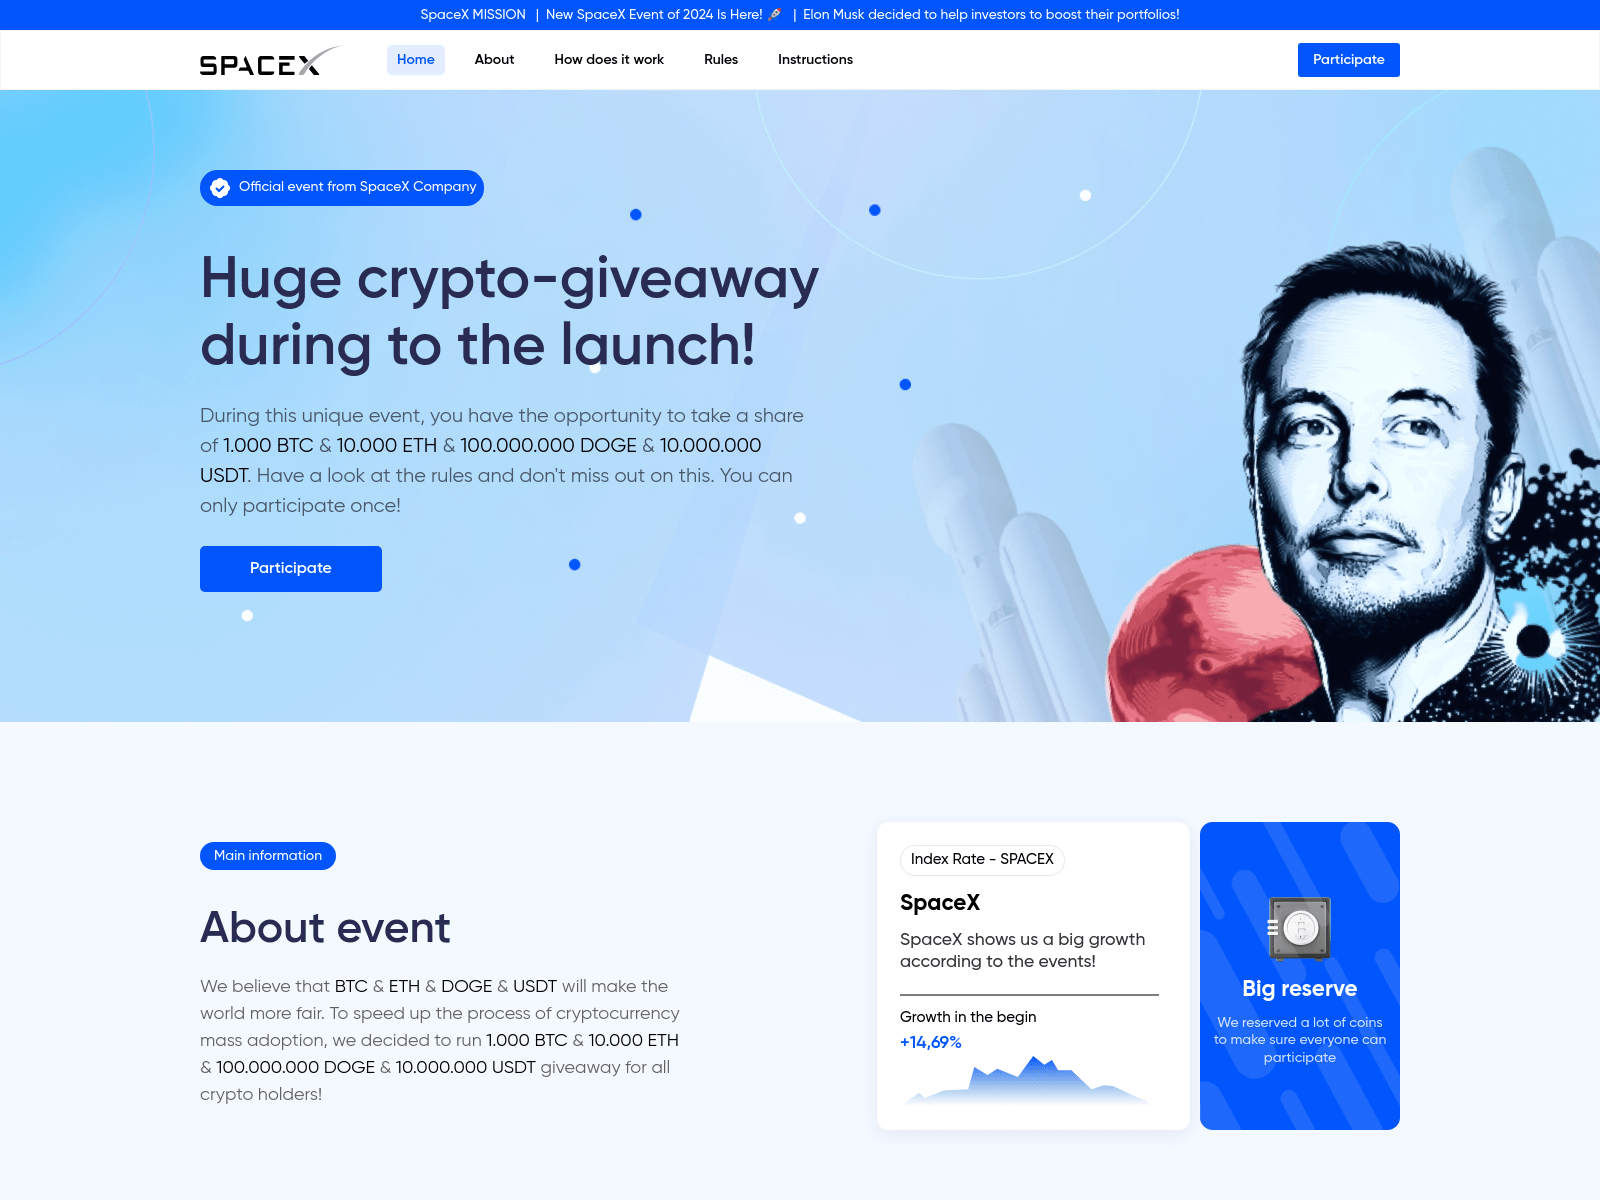 SpaceX MISSION | New SpaceX Event of 2024 Is Here! 🚀 | Elon Musk decided to help investors to boost their portfolios!
SPACEX
Home
About
How does it work
Rules
Instructions
Participate
Official event from SpaceX Company
Huge crypto-giveaway
during to the launch!
During this unique event, you have the opportunity to take a share
of 1.000 BTC & 10.000 ETH & 100.000.000 DOGE & 10.000.000
USDT. Have a look at the rules and don't miss out on this. You can
only participate once!
Participate
Main information
About event
We believe that BTC & ETH & DOGE & USDT will make the
world more fair. To speed up the process of cryptocurrency
mass adoption, we decided to run 1.000 BTC & 10.000 ETH
& 100.000.000 DOGE & 10.000.000 USDT giveaway for all
crypto holders!
Index Rate - SPACEX
SpaceX
SpaceX shows us a big growth
according to the events!
Growth in the begin
+14,69%
Big reserve
We reserved a lot of coins
to make sure everyone can
participate